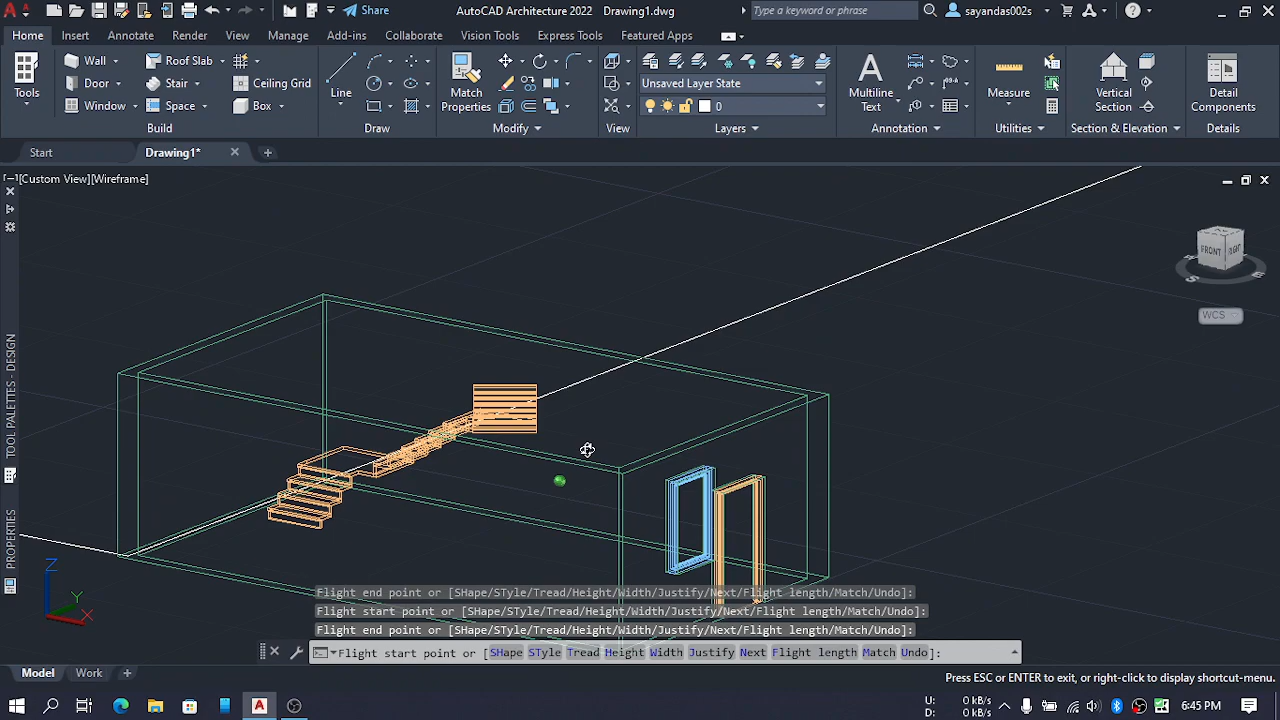 Share
AutoCAD Architecture 2022 Drawing1.dwg
Type a keyword or phrase
sayandas002s
Home Insert Annotate Render View Manage Add-ins Collaborate Vision Tools Express Tools Featured Apps
Tools
Wall
Door
Window
Roof Slab
Stair
Space
Ceiling Grid
Box
Build
Line
Draw
Match
Properties
Modify
View
Unsaved Layer State
0
Layers
Multiline
Text
Annotation
Measure
Utilities
Vertical
Section
Section & Elevation
Detail
Components
Details
Start
Drawing1*
[−][Custom View][Wireframe]
FRONT
RIGHT
S
E
WCS
TOOL PALETTES - DESIGN
PROPERTIES
Z
Y
X
Flight end point or [SHape/STyle/Tread/Height/Width/Justify/Next/Flight length/Match/Undo]:
Flight start point or [SHape/STyle/Tread/Height/Width/Justify/Next/Flight length/Match/Undo]:
Flight end point or [SHape/STyle/Tread/Height/Width/Justify/Next/Flight length/Match/Undo]:
Flight start point or [SHape STyle Tread Height Width Justify Next Flight length Match Undo]:
Model
Work
Press ESC or ENTER to exit, or right-click to display shortcut-menu.
U: 0 kB/s
D: 0 kB/s
6:45 PM